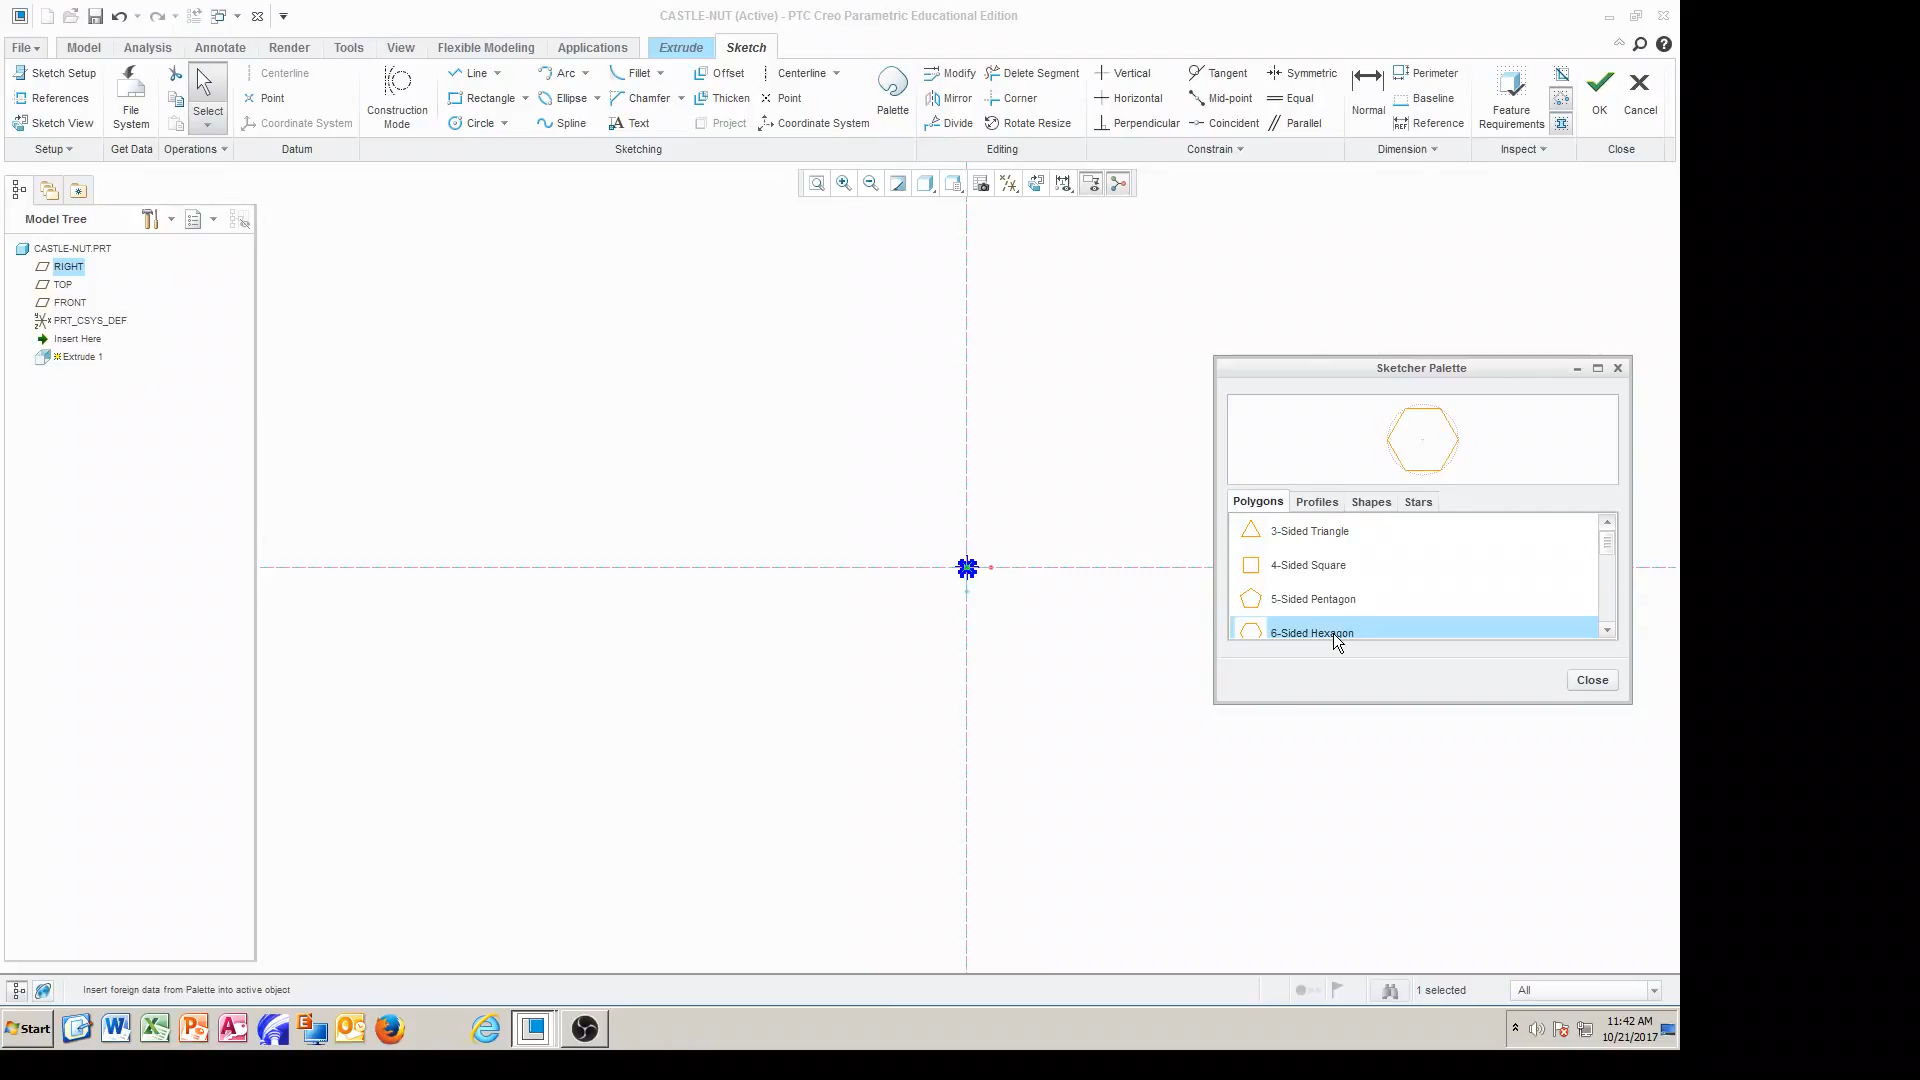 CASTLE-NUT (Active) - PTC Creo Parametric Educational Edition
File Model Analysis Annotate Render Tools View Flexible Modeling Applications Extrude Sketch
Sketch Setup
References
Sketch View
Setup
File System
Get Data
Select
Operations
Centerline
Point
Coordinate System
Datum
Construction Mode
Line Arc Fillet Offset Centerline
Rectangle Ellipse Chamfer Thicken Point
Circle Spline Text Project Coordinate System
Palette
Sketching
Modify Delete Segment
Mirror Corner
Divide Rotate Resize
Editing
Vertical Tangent Symmetric
Horizontal Mid-point Equal
Perpendicular Coincident Parallel
Constrain
Normal
Perimeter
Baseline
Reference
Dimension
Feature Requirements
Inspect
OK Cancel
Close
Model Tree
CASTLE-NUT.PRT
RIGHT
TOP
FRONT
PRT_CSYS_DEF
Insert Here
Extrude 1
Sketcher Palette
Polygons Profiles Shapes Stars
3-Sided Triangle
4-Sided Square
5-Sided Pentagon
6-Sided Hexagon
Close
Insert foreign data from Palette into active object
1 selected
All
Start
11:42 AM
10/21/2017